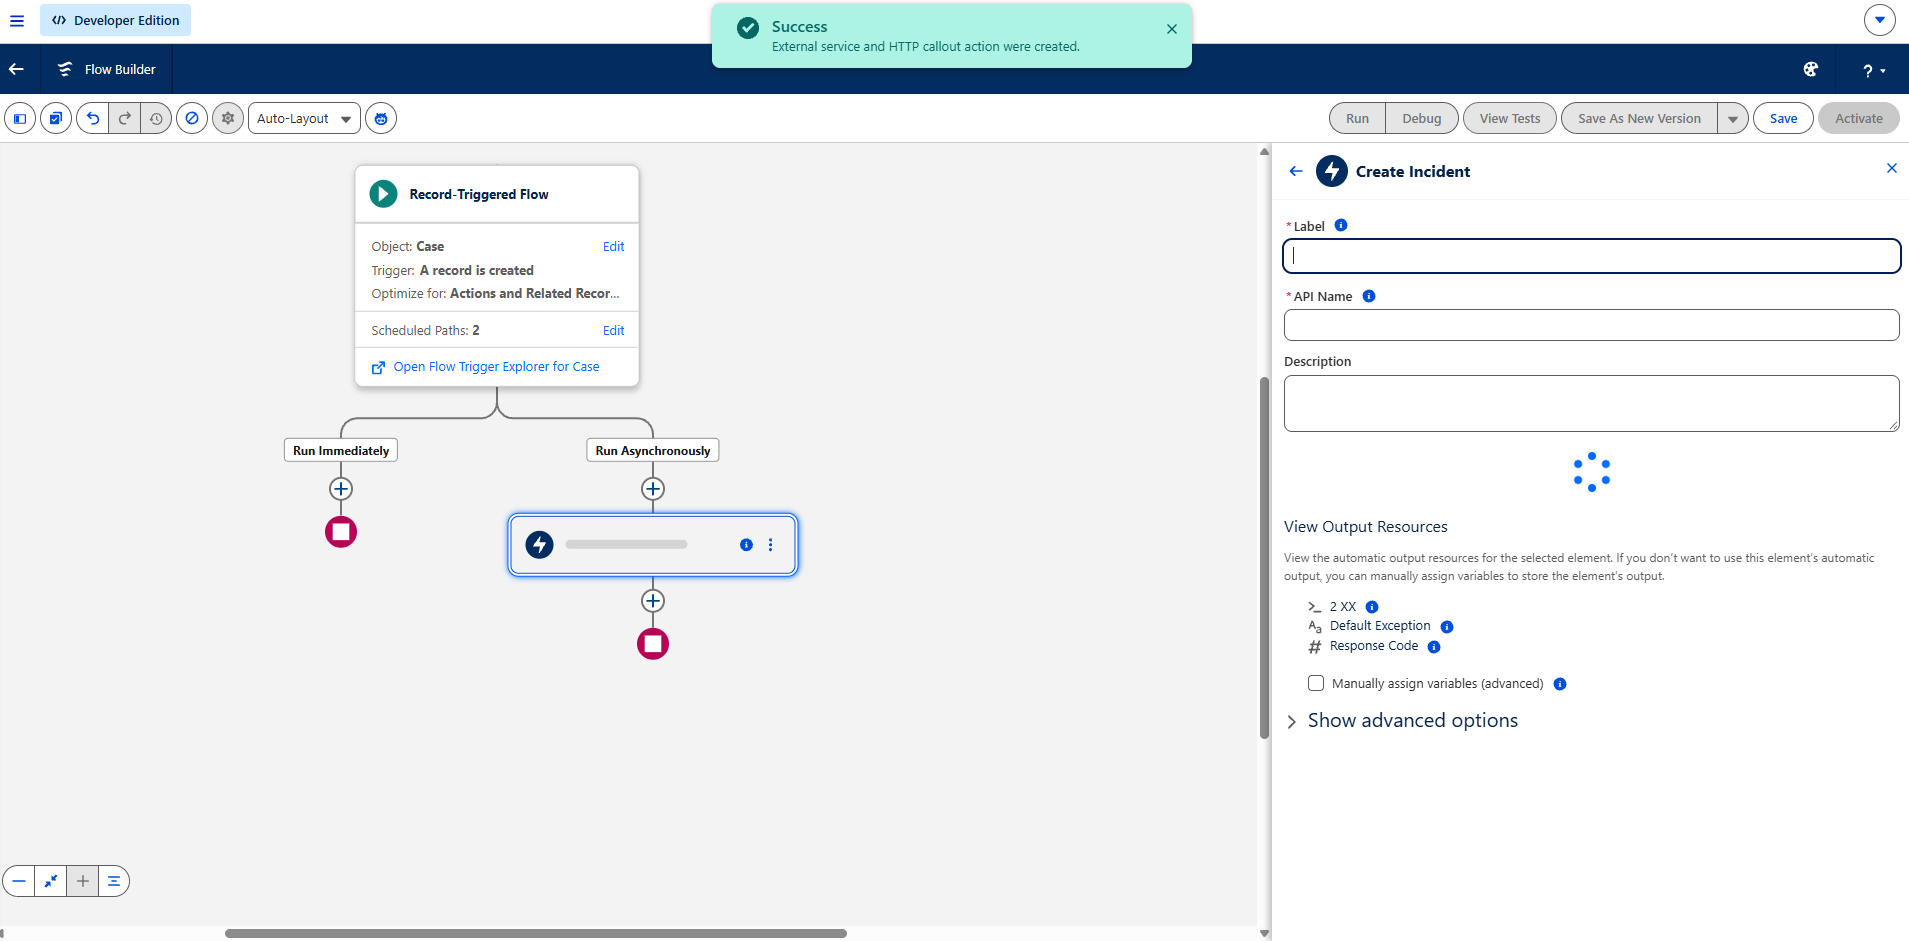 Developer Edition
Success
External service and HTTP callout action were created.
Flow Builder
?
Auto-Layout
Run
Debug
View Tests
Save As New Version
Save
Activate
Record-Triggered Flow
Object: Case
Edit
Trigger: A record is created
Optimize for: Actions and Related Recor...
Scheduled Paths: 2
Edit
Open Flow Trigger Explorer for Case
Run Immediately
Run Asynchronously
Create Incident
* Label
* API Name
Description
View Output Resources
View the automatic output resources for the selected element. If you don't want to use this element's automatic
output, you can manually assign variables to store the element's output.
2 XX
Default Exception
Response Code
Manually assign variables (advanced)
Show advanced options